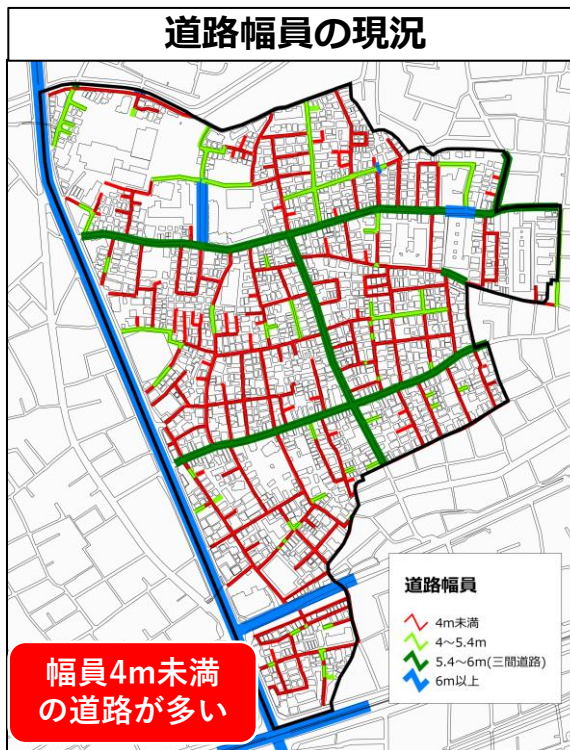 道路幅員の現況
道路幅員
4m未満
4～5.4m
5.4～6m(三間道路)
6m以上
幅員4m未満
の道路が多い